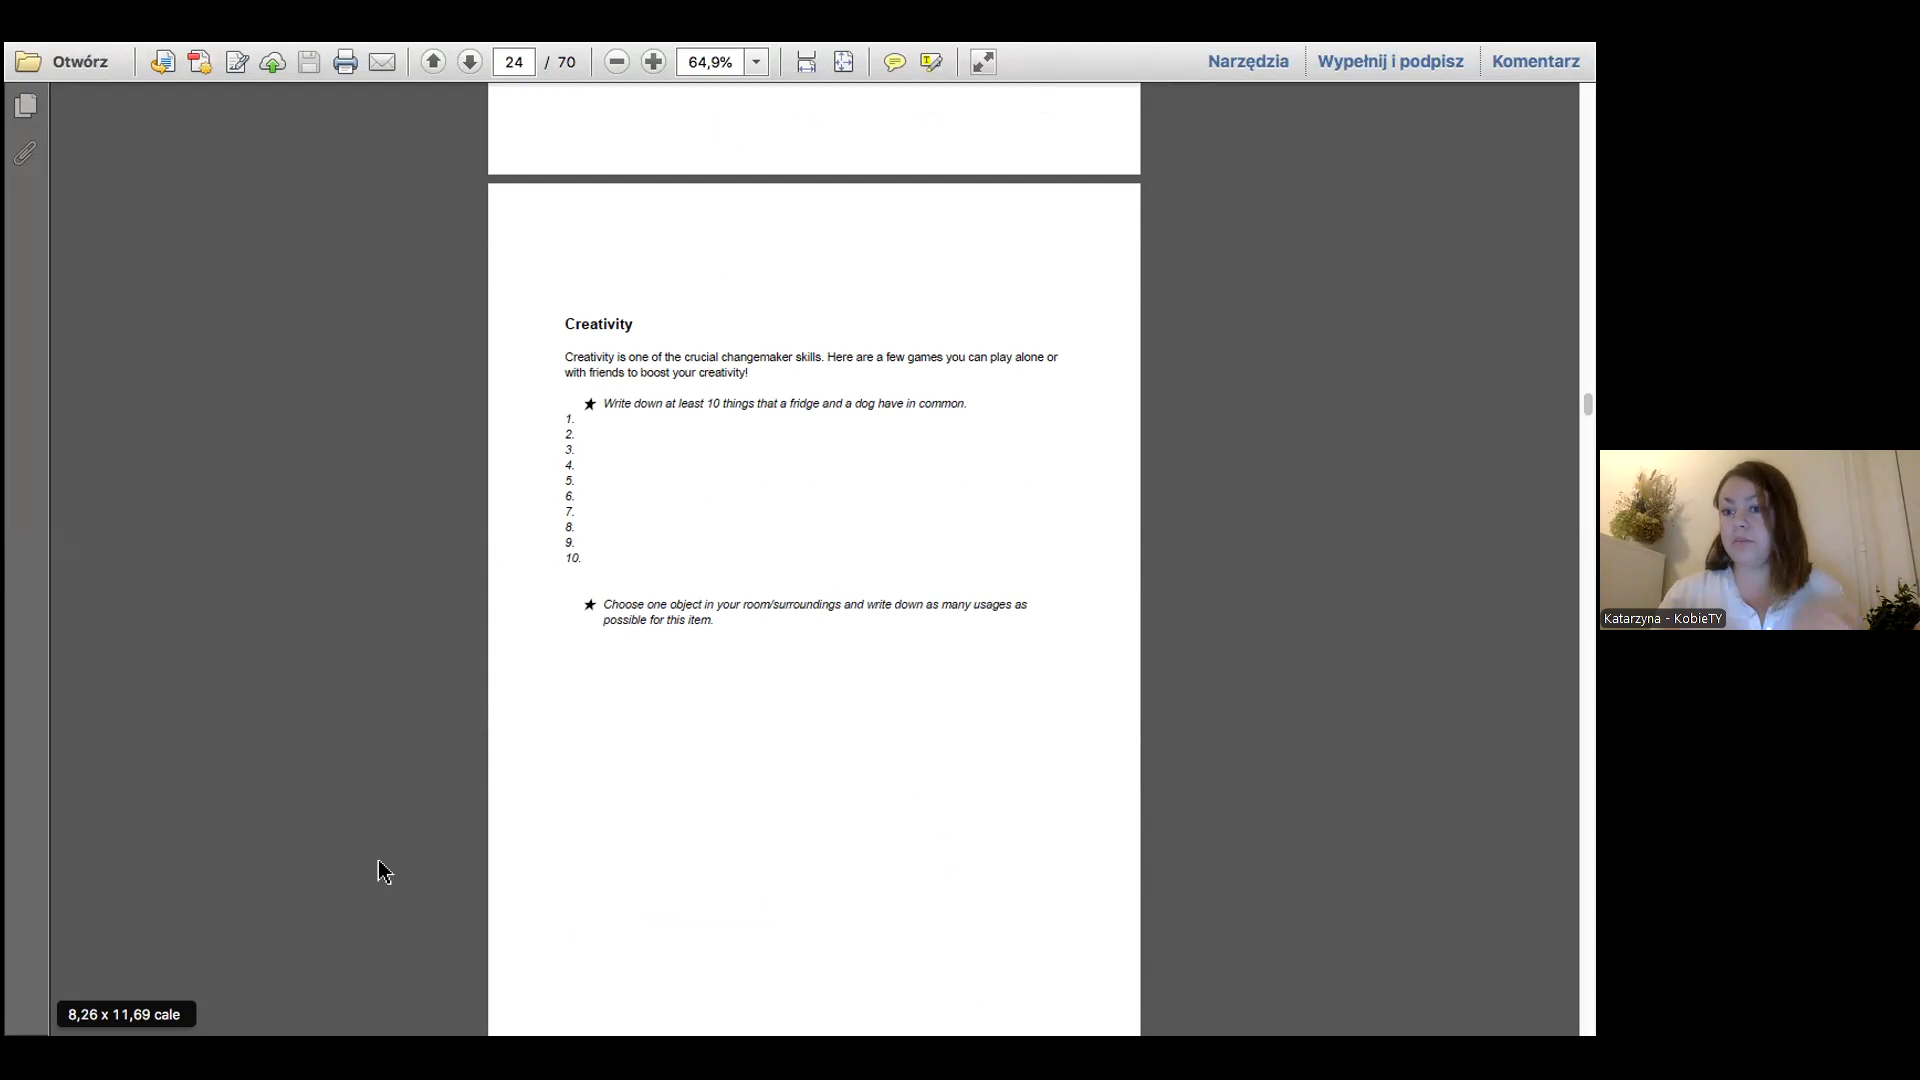 Otwórz
24 / 70
64,9%
Narzędzia
Wypełnij i podpisz
Komentarz
Creativity
Creativity is one of the crucial changemaker skills. Here are a few games you can play alone or
with friends to boost your creativity!
★ Write down at least 10 things that a fridge and a dog have in common.
1.
2.
3.
4.
5.
6.
7.
8.
9.
10.
★ Choose one object in your room/surroundings and write down as many usages as
possible for this item.
Katarzyna - KobieTY
8,26 x 11,69 cale